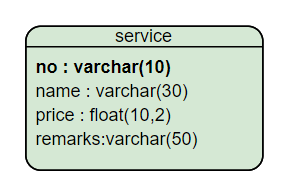 service
no : varchar(10)
name : varchar(30)
price : float(10,2)
remarks:varchar(50)